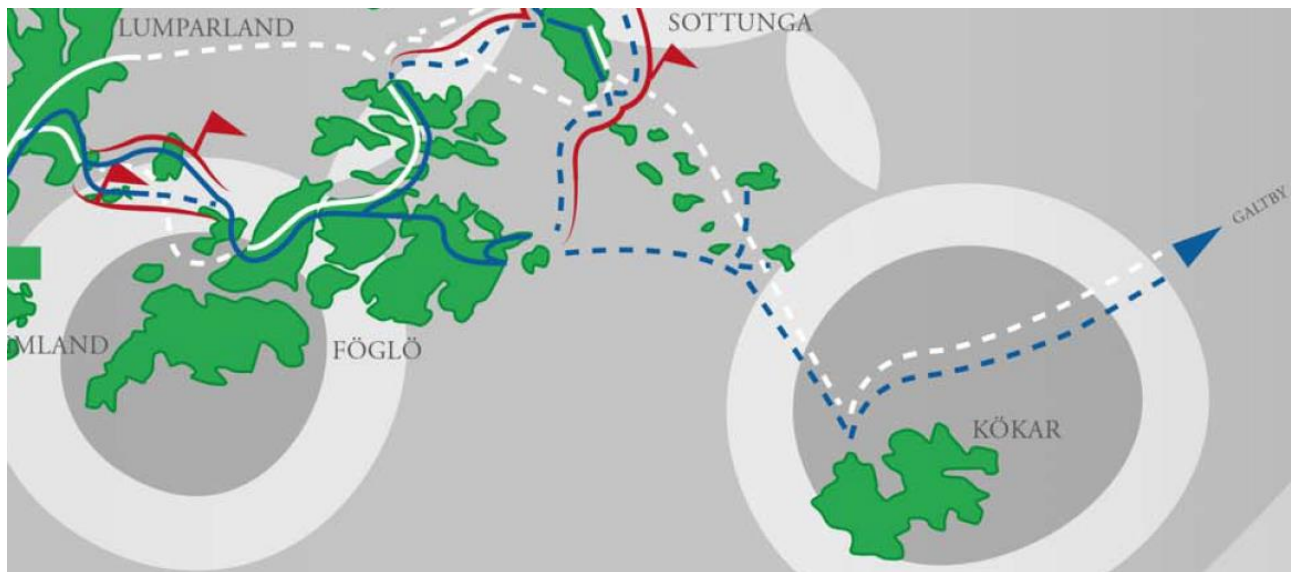 LUMPARLAND
SOTTUNGA
GALTBY
MLAND
FÖGLÖ
KÖKAR